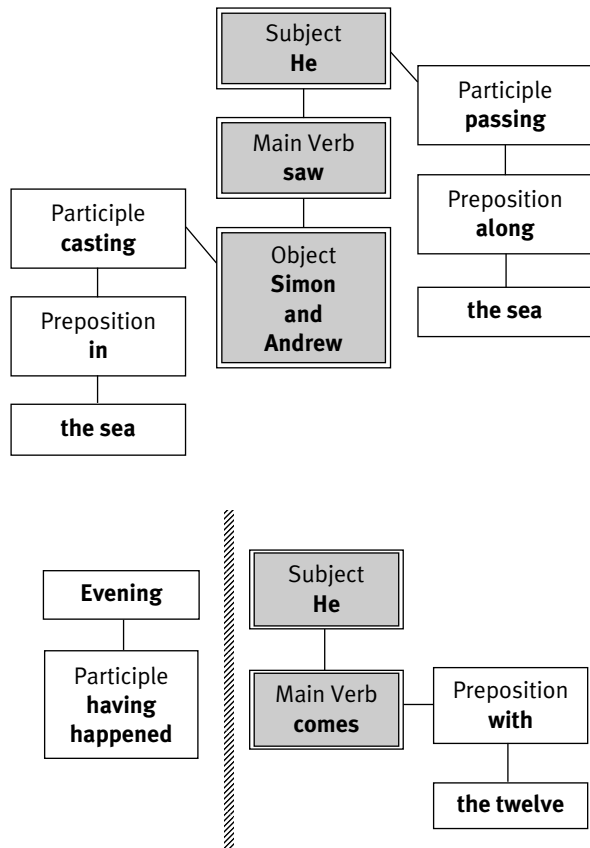 Subject
He
Participle
passing
Main Verb
saw
Preposition
along
Participle
casting
Object
Simon
and
Andrew
the sea
Preposition
in
the sea
Evening
Participle
having
happened
Subject
He
Main Verb
comes
Preposition
with
the twelve